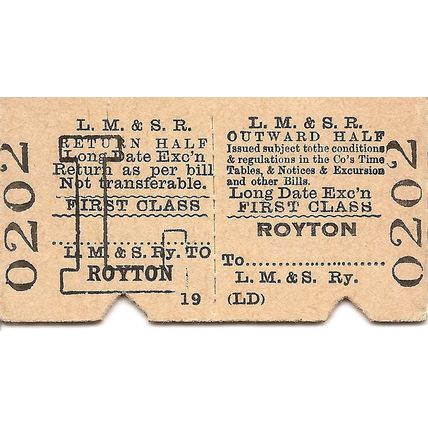 0202
L. M. & S. R.
RETURN HALF
Long Date Exc'n
Return as per bill
Not transferable.
FIRST CLASS
L. M. & S. Ry. TO
ROYTON
19
L. M. & S. R.
OUTWARD HALF
Issued subject to the conditions
& regulations in the Co's Time
Tables, & Notices & Excursion
and other Bills.
Long Date Exc'n
FIRST CLASS
ROYTON
To
L. M. & S. Ry.
(LD)
0202